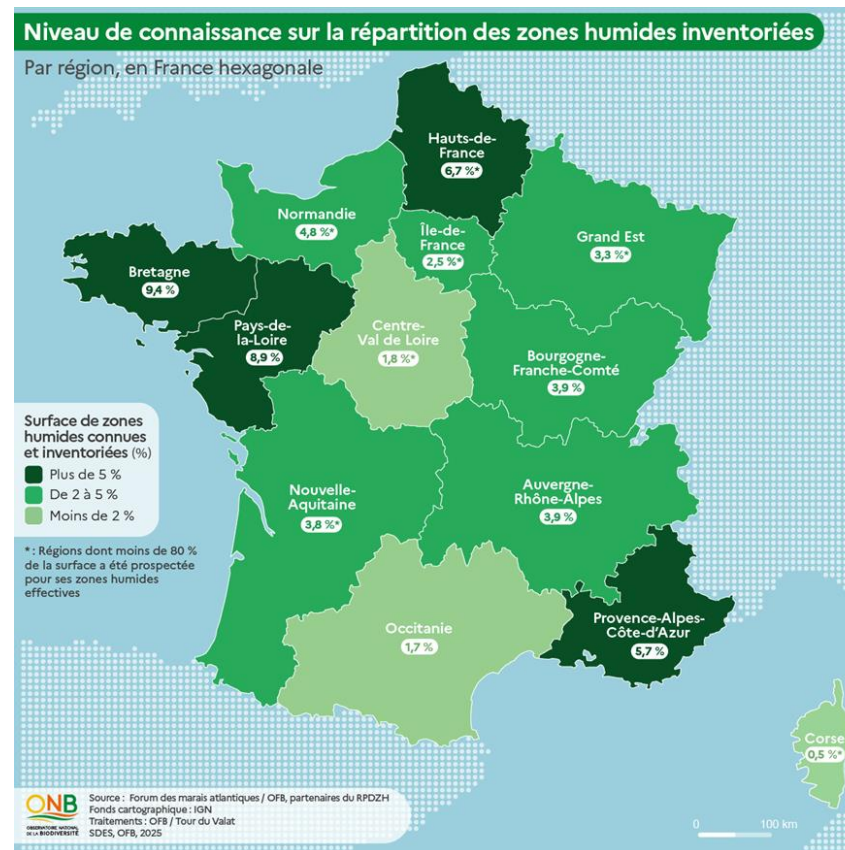 Niveau de connaissance sur la répartition des zones humides inventoriées
Par région, en France hexagonale
Hauts-de-
France
6,7 %*
Normandie
4,8 %*
Île-de-
France
2,5 %*
Grand Est
3,3 %*
Bretagne
9,4 %
Pays-de-
la-Loire
8,9 %
Centre-
Val de Loire
1,8 %*
Bourgogne-
Franche-Comté
3,9 %
Surface de zones
humides connues
et inventoriées (%)
Plus de 5 %
De 2 à 5 %
Moins de 2 %
* : Régions dont moins de 80 %
de la surface a été prospectée
pour ses zones humides
effectives
Nouvelle-
Aquitaine
3,8 %*
Auvergne-
Rhône-Alpes
3,9 %
Occitanie
1,7 %
Provence-Alpes-
Côte-d'Azur
5,7 %
Corse
0,5 %*
ONB
OBSERVATOIRE NATIONAL
DE LA BIODIVERSITÉ
Source : Forum des marais atlantiques / OFB, partenaires du RPDZH
Fonds cartographique : IGN
Traitements : OFB / Tour du Valat
SDES, OFB, 2025
0 100 km